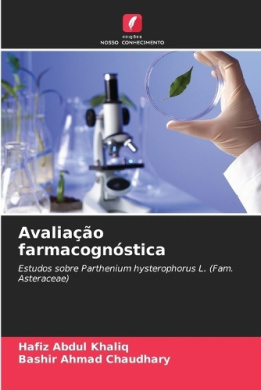 edições
NOSSO CONHECIMENTO
Avaliação
farmacognóstica
Estudos sobre Parthenium hysterophorus L. (Fam.
Asteraceae)
Hafiz Abdul Khaliq
Bashir Ahmad Chaudhary